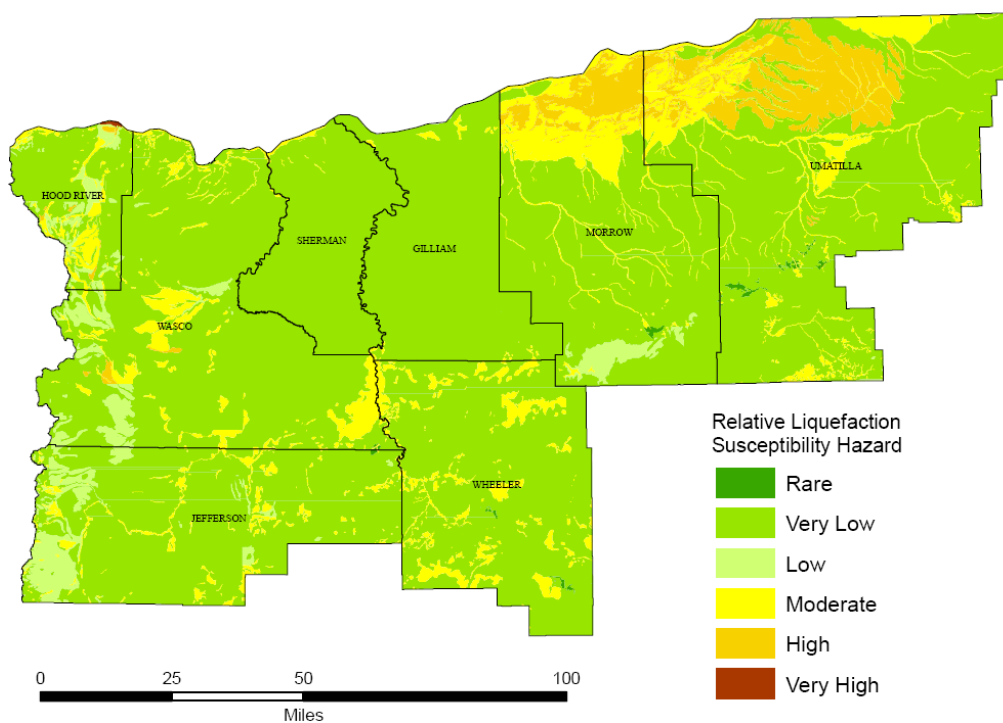 HOOD RIVER
UMATILLA
SHERMAN
GILLIAM
MORROW
WASCO
WHEELER
JEFFERSON
Relative Liquefaction
Susceptibility Hazard
Rare
Very Low
Low
Moderate
High
Very High
0 25 50 100
Miles